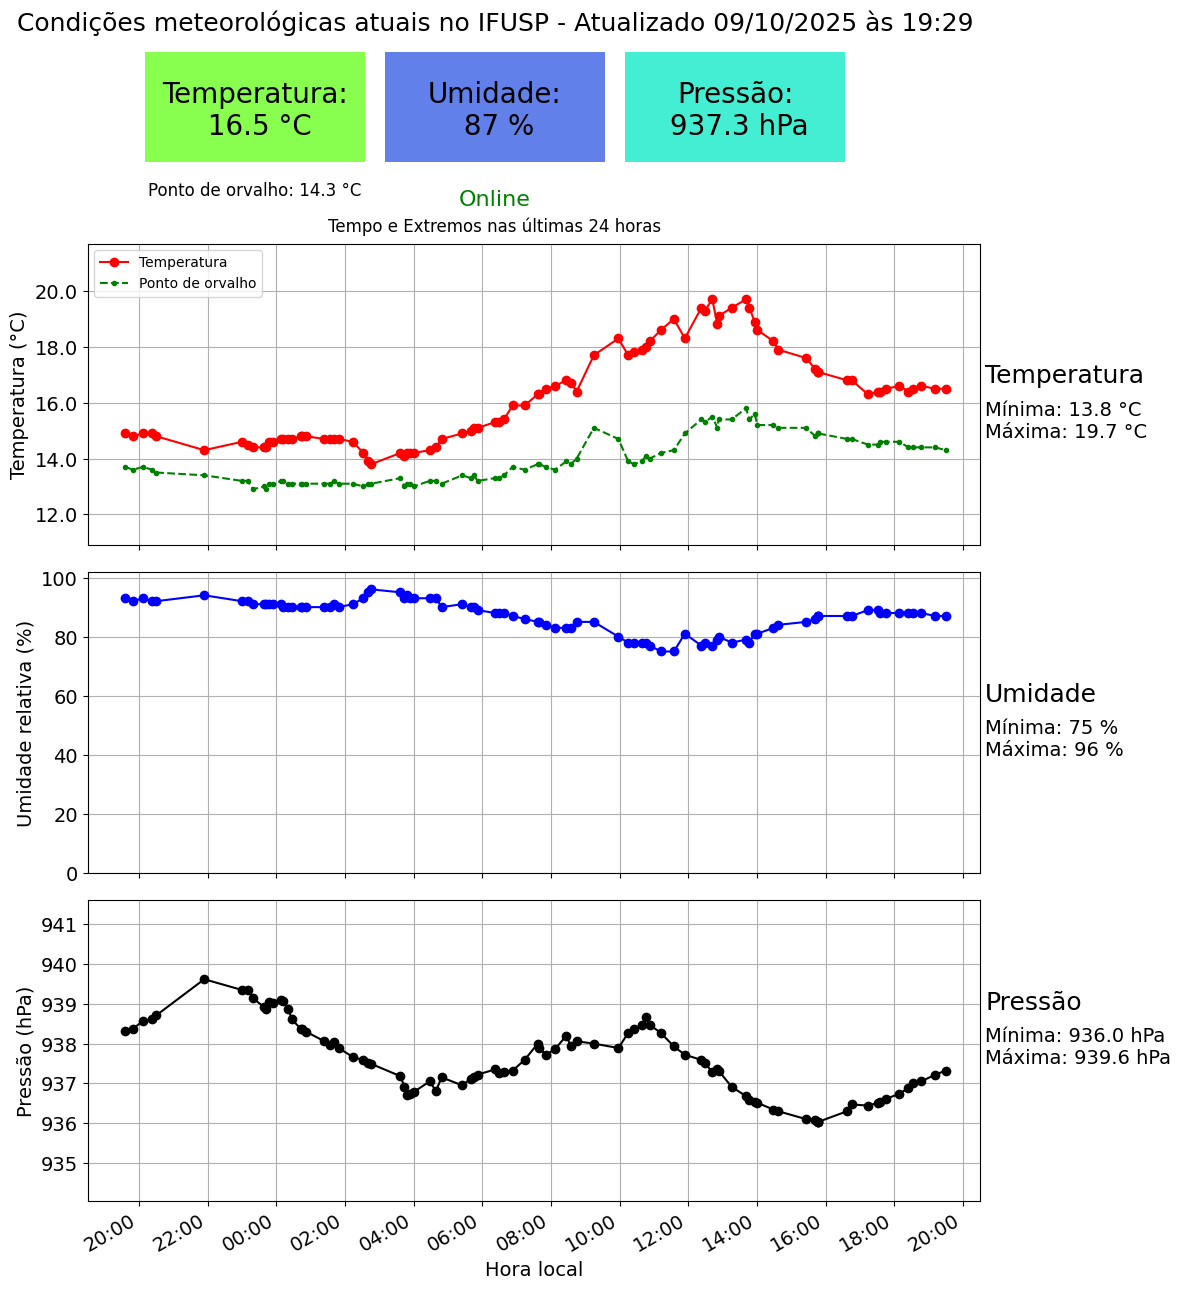 Condições meteorológicas atuais no IFUSP - Atualizado 09/10/2025 às 19:29
Temperatura:
16.5 °C
Umidade:
87 %
Pressão:
937.3 hPa
Ponto de orvalho: 14.3 °C
Online
Tempo e Extremos nas últimas 24 horas
Temperatura
Ponto de orvalho
Temperatura (°C)
20.0
18.0
16.0
14.0
12.0
Temperatura
Mínima: 13.8 °C
Máxima: 19.7 °C
Umidade relativa (%)
100
80
60
40
20
0
Umidade
Mínima: 75 %
Máxima: 96 %
Pressão (hPa)
941
940
939
938
937
936
935
Pressão
Mínima: 936.0 hPa
Máxima: 939.6 hPa
20:00 22:00 00:00 02:00 04:00 06:00 08:00 10:00 12:00 14:00 16:00 18:00 20:00
Hora local